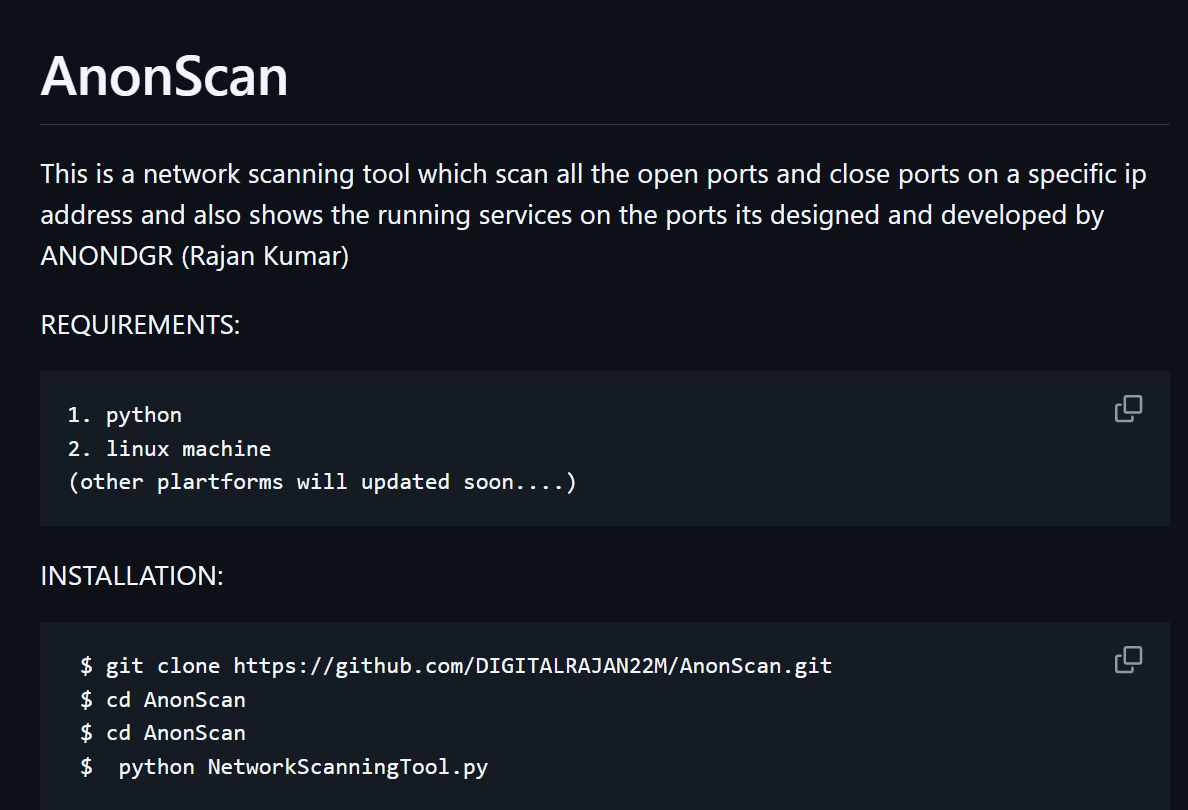 AnonScan
This is a network scanning tool which scan all the open ports and close ports on a specific ip
address and also shows the running services on the ports its designed and developed by
ANONDGR (Rajan Kumar)
REQUIREMENTS:
1. python
2. linux machine
(other plartforms will updated soon....)
INSTALLATION:
$ git clone https://github.com/DIGITALRAJAN22M/AnonScan.git
$ cd AnonScan
$ cd AnonScan
$  python NetworkScanningTool.py